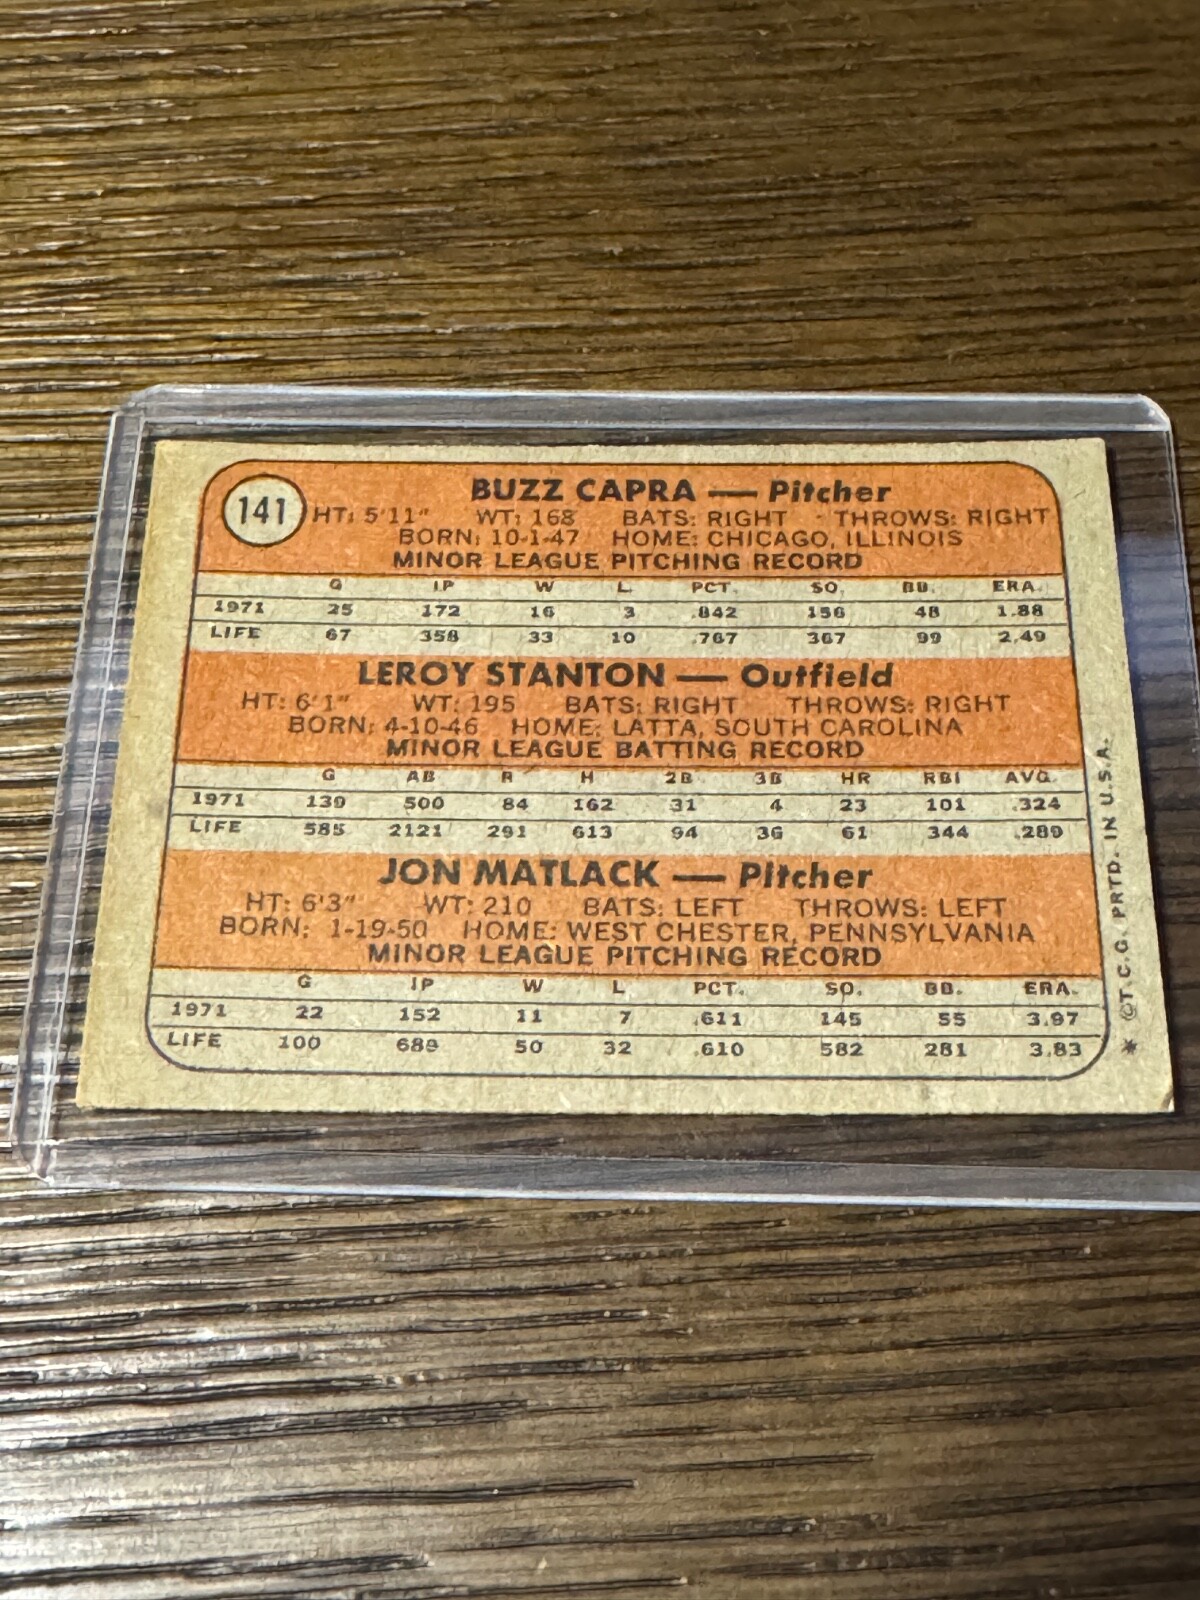 141
BUZZ CAPRA — Pitcher
HT: 5'11" WT: 168 BATS: RIGHT THROWS: RIGHT
BORN: 10-1-47 HOME: CHICAGO, ILLINOIS
MINOR LEAGUE PITCHING RECORD
G IP W L PCT. SO. BB. ERA.
1971 25 172 16 3 .842 156 48 1.88
LIFE 67 358 33 10 .767 367 99 2.49
LEROY STANTON — Outfield
HT: 6'1" WT: 195 BATS: RIGHT THROWS: RIGHT
BORN: 4-10-46 HOME: LATTA, SOUTH CAROLINA
MINOR LEAGUE BATTING RECORD
G AB R H 2B 3B HR RBI AVG.
1971 139 500 84 162 31 4 23 101 .324
LIFE 585 2121 291 613 94 36 61 344 .289
JON MATLACK — Pitcher
HT: 6'3" WT: 210 BATS: LEFT THROWS: LEFT
BORN: 1-19-50 HOME: WEST CHESTER, PENNSYLVANIA
MINOR LEAGUE PITCHING RECORD
G IP W L PCT. SO. BB. ERA.
1971 22 152 11 7 .611 145 55 3.97
LIFE 100 689 50 32 .610 582 281 3.83
* ©T.C.G. PRTD. IN U.S.A.